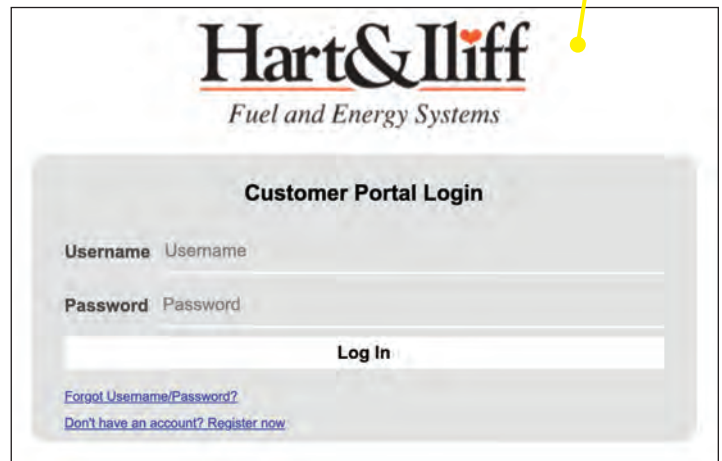 Hart&Iliff
Fuel and Energy Systems
Customer Portal Login
Username Username
Password Password
Log In
Forgot Username/Password?
Don't have an account? Register now